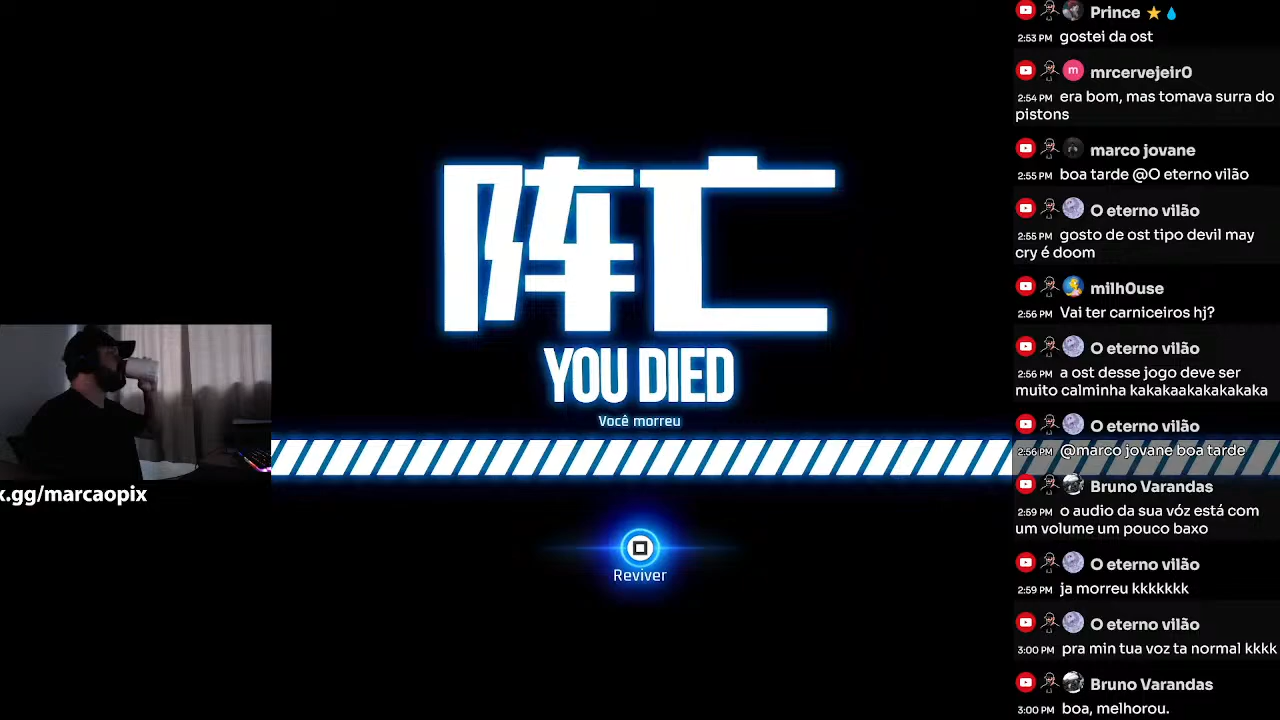 阵亡
YOU DIED
Você morreu
Reviver
x.gg/marcaopix
Prince
2:53 PM gostei da ost
m mrcervejeir0
2:54 PM era bom, mas tomava surra do
pistons
marco jovane
2:55 PM boa tarde @O eterno vilão
O eterno vilão
2:55 PM gosto de ost tipo devil may
cry é doom
milh0use
2:56 PM Vai ter carniceiros hj?
O eterno vilão
2:56 PM a ost desse jogo deve ser
muito calminha kakakaakakakakaka
O eterno vilão
2:56 PM @marco jovane boa tarde
Bruno Varandas
2:59 PM o audio da sua vóz está com
um volume um pouco baxo
O eterno vilão
2:59 PM ja morreu kkkkkkk
O eterno vilão
3:00 PM pra min tua voz ta normal kkkk
Bruno Varandas
3:00 PM boa, melhorou.